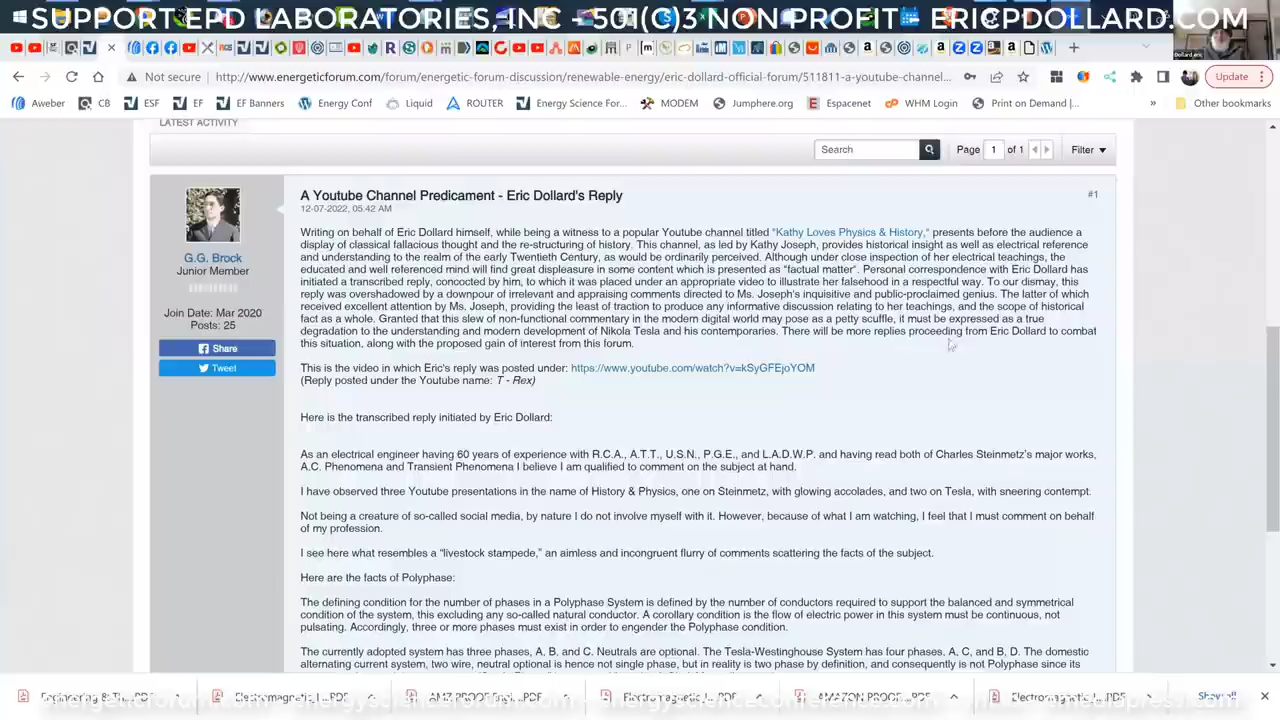 SUPPORT EPD LABORATORIES, INC - 501(C)3 NON PROFIT - ERICPDOLLARD.COM
Not secure
http://www.energeticforum.com/forum/energetic-forum-discussions/renewable-energy/eric-dollard-official-forum/511811-a-youtube-channel...
Update
Aweber CB ESF EF EF Banners Energy Conf Liquid ROUTER Energy Science For... MODEM Jumphere.org Espacenet WHM Login Print on Demand |... » Other bookmarks
LATEST ACTIVITY
Search Page 1 of 1 Filter
A Youtube Channel Predicament - Eric Dollard's Reply
#1
12-07-2022, 05:42 AM
G.G. Brock
Junior Member
Join Date: Mar 2020
Posts: 25
Share
Tweet
Writing on behalf of Eric Dollard himself, while being a witness to a popular Youtube channel titled "Kathy Loves Physics & History," presents before the audience a
display of classical fallacious thought and the re-structuring of history. This channel, as led by Kathy Joseph, provides historical insight as well as electrical reference
and understanding to the realm of the early Twentieth Century, as would be ordinarily perceived. Although under close inspection of her electrical teachings, the
educated and well referenced mind will find great displeasure in some content which is presented as "factual matter". Personal correspondence with Eric Dollard has
initiated a transcribed reply, concocted by him, to which it was placed under an appropriate video to illustrate her falsehood in a respectful way. To our dismay, this
reply was overshadowed by a downpour of irrelevant and appraising comments directed to Ms. Joseph's inquisitive and public-proclaimed genius. The latter of which
received excellent attention by Ms. Joseph, providing the least of traction to produce any informative discussion relating to her teachings, and the scope of historical
fact as a whole. Granted that this slew of non-functional commentary in the modern digital world may pose as a petty scuffle, it must be expressed as a true
degradation to the understanding and modern development of Nikola Tesla and his contemporaries. There will be more replies proceeding from Eric Dollard to combat
this situation, along with the proposed gain of interest from this forum.
This is the video in which Eric's reply was posted under: https://www.youtube.com/watch?v=kSyGFEjoYOM
(Reply posted under the Youtube name: T - Rex)
Here is the transcribed reply initiated by Eric Dollard:
As an electrical engineer having 60 years of experience with R.C.A., A.T.T., U.S.N., P.G.E., and L.A.D.W.P. and having read both of Charles Steinmetz's major works,
A.C. Phenomena and Transient Phenomena I believe I am qualified to comment on the subject at hand.
I have observed three Youtube presentations in the name of History & Physics, one on Steinmetz, with glowing accolades, and two on Tesla, with sneering contempt.
Not being a creature of so-called social media, by nature I do not involve myself with it. However, because of what I am watching, I feel that I must comment on behalf
of my profession.
I see here what resembles a “livestock stampede,” an aimless and incongruent flurry of comments scattering the facts of the subject.
Here are the facts of Polyphase:
The defining condition for the number of phases in a Polyphase System is defined by the number of conductors required to support the balanced and symmetrical
condition of the system, this excluding any so-called natural conductor. A corollary condition is the flow of electric power in this system must be continuous, not
pulsating. Accordingly, three or more phases must exist in order to engender the Polyphase condition.
The currently adopted system has three phases, A, B, and C. Neutrals are optional. The Tesla-Westinghouse System has four phases, A, C, and B, D. The domestic
alternating current system, two wire, neutral optional is hence not single phase, but in reality is two phase by definition, and consequently is not Polyphase since its